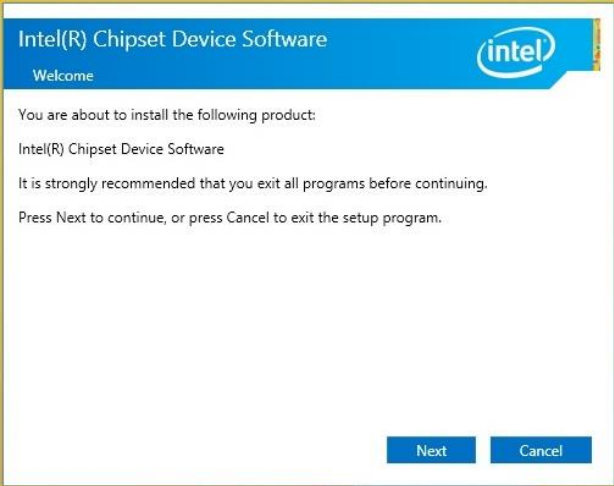 Intel(R) Chipset Device Software
intel
Welcome
You are about to install the following product:
Intel(R) Chipset Device Software
It is strongly recommended that you exit all programs before continuing.
Press Next to continue, or press Cancel to exit the setup program.
Next
Cancel